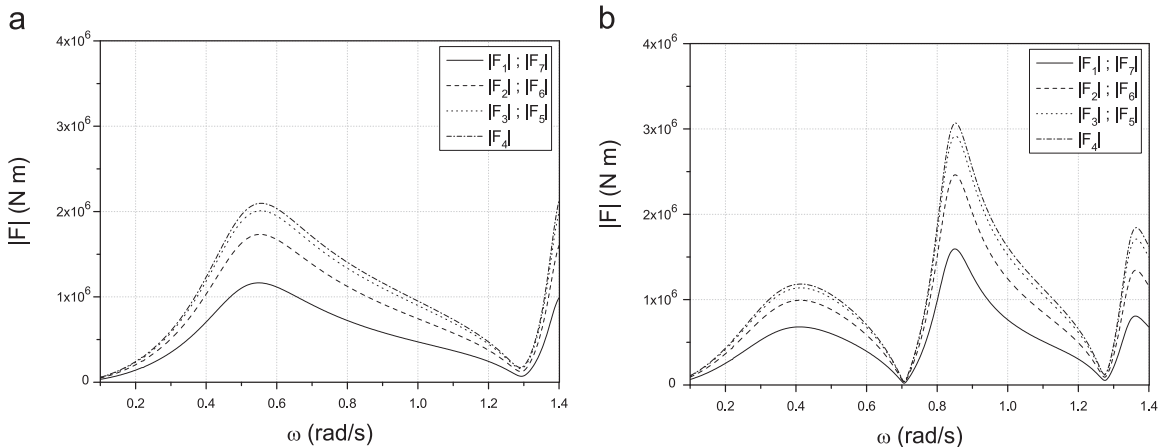 a
4x10⁶
3x10⁶
2x10⁶
1x10⁶
0
|F| (N m)
0.2 0.4 0.6 0.8 1.0 1.2 1.4
ω (rad/s)
|F₁| ; |F₇|
|F₂| ; |F₆|
|F₃| ; |F₅|
|F₄|
b
4x10⁶
3x10⁶
2x10⁶
1x10⁶
0
|F| (N m)
0.2 0.4 0.6 0.8 1.0 1.2 1.4
ω (rad/s)
|F₁| ; |F₇|
|F₂| ; |F₆|
|F₃| ; |F₅|
|F₄|